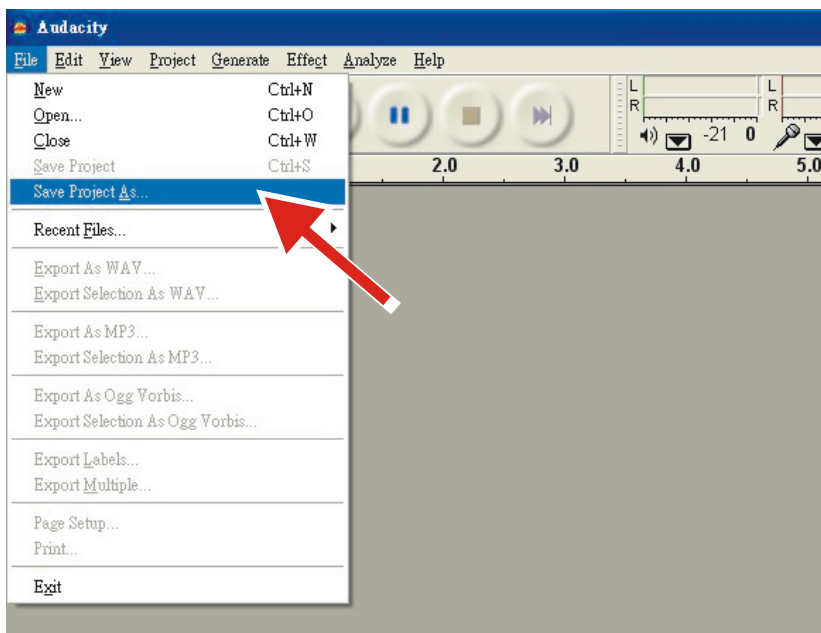 Audacity
File Edit View Project Generate Effect Analyze Help
New Ctrl+N
Open... Ctrl+O
Close Ctrl+W
Save Project Ctrl+S
Save Project As...
Recent Files...
Export As WAV...
Export Selection As WAV...
Export As MP3...
Export Selection As MP3...
Export As Ogg Vorbis...
Export Selection As Ogg Vorbis...
Export Labels...
Export Multiple...
Page Setup...
Print...
Exit
L
R
-21 0
L
R
2.0 3.0 4.0 5.0